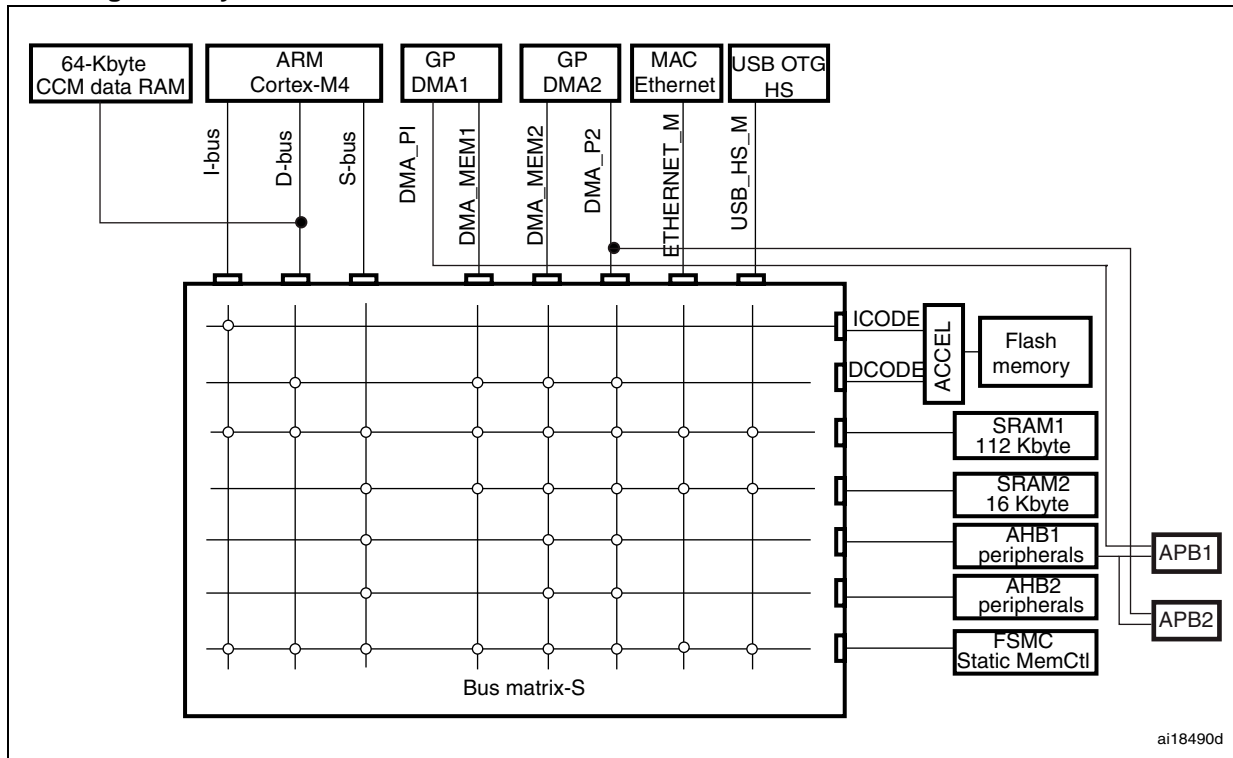 64-Kbyte
CCM data RAM
ARM
Cortex-M4
GP
DMA1
GP
DMA2
MAC
Ethernet
USB OTG
HS
I-bus
D-bus
S-bus
DMA_PI
DMA_MEM1
DMA_MEM2
DMA_P2
ETHERNET_M
USB_HS_M
ICODE
DCODE
ACCEL
Flash
memory
SRAM1
112 Kbyte
SRAM2
16 Kbyte
AHB1
peripherals
AHB2
peripherals
FSMC
Static MemCtl
APB1
APB2
Bus matrix-S
ai18490d